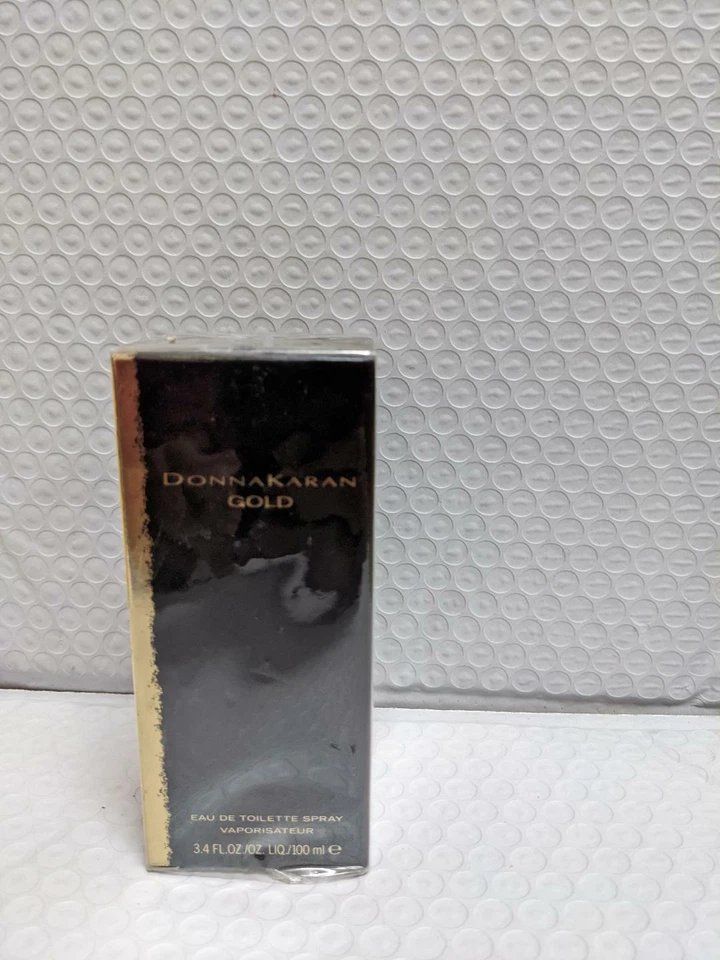 DONNAKARAN
GOLD
EAU DE TOILETTE SPRAY
VAPORISATEUR
3.4 FL.OZ./OZ. LIQ./100 ml ℮